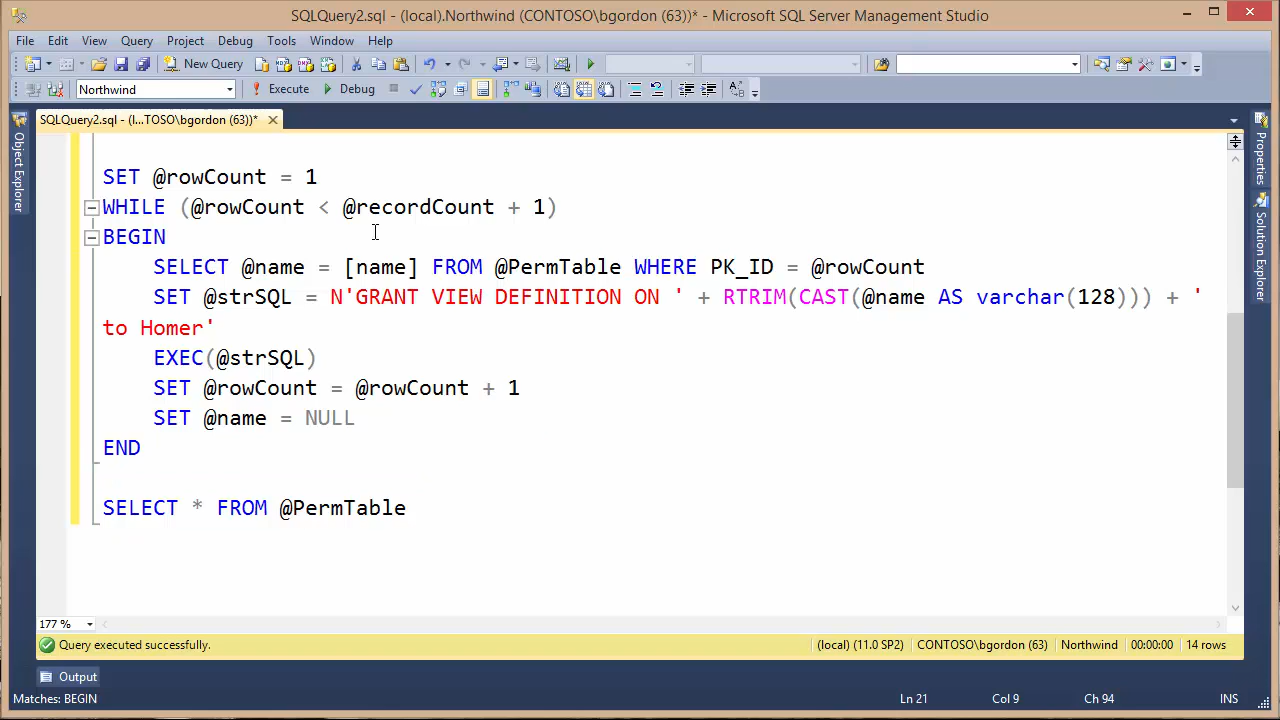 SQLQuery2.sql - (local).Northwind (CONTOSO\bgordon (63))* - Microsoft SQL Server Management Studio
File Edit View Query Project Debug Tools Window Help
New Query
Northwind Execute Debug
SQLQuery2.sql - (l...TOSO\bgordon (63))*
Object Explorer
Properties
Solution Explorer
SET @rowCount = 1
WHILE (@rowCount < @recordCount + 1)
BEGIN
SELECT @name = [name] FROM @PermTable WHERE PK_ID = @rowCount
SET @strSQL = N'GRANT VIEW DEFINITION ON ' + RTRIM(CAST(@name AS varchar(128))) + '
to Homer'
EXEC(@strSQL)
SET @rowCount = @rowCount + 1
SET @name = NULL
END
SELECT * FROM @PermTable
177 %
Query executed successfully. (local) (11.0 SP2) CONTOSO\bgordon (63) Northwind 00:00:00 14 rows
Output
Matches: BEGIN Ln 21 Col 9 Ch 94 INS